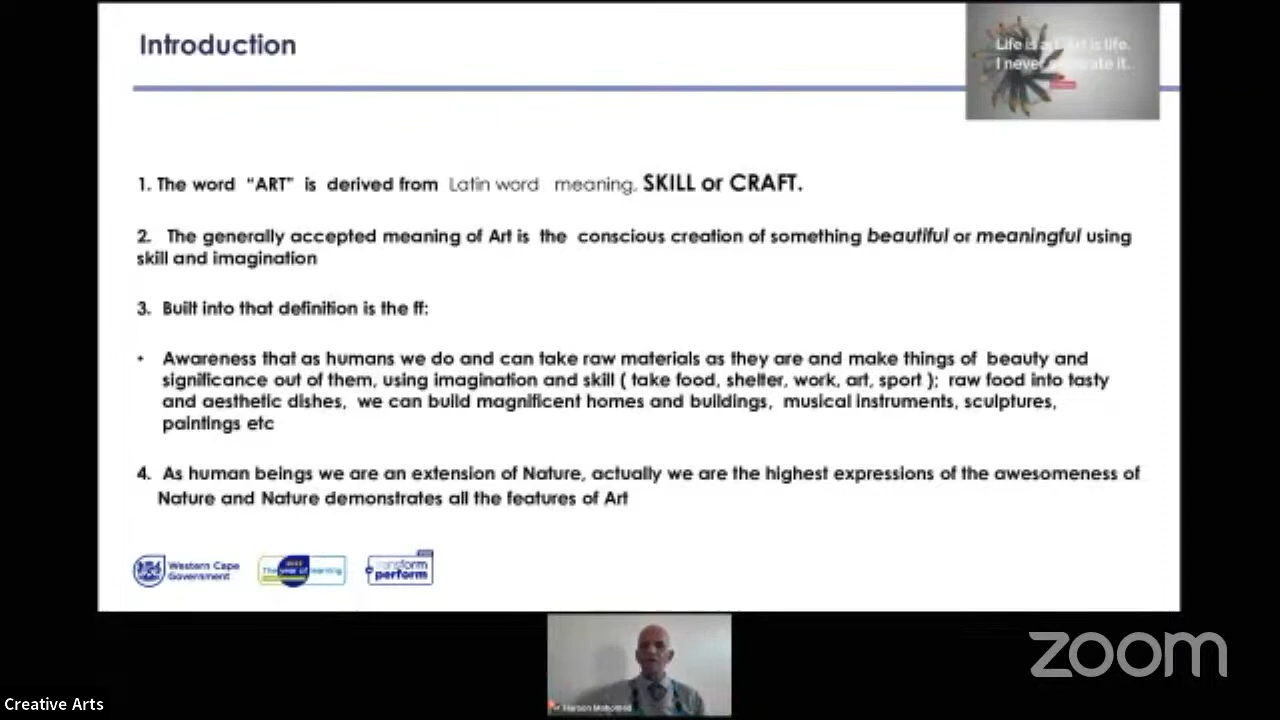 Introduction
Life is art. Art is life.
I never separate it.
1. The word “ART” is derived from Latin word meaning, SKILL or CRAFT.
2. The generally accepted meaning of Art is the conscious creation of something beautiful or meaningful using
skill and imagination
3. Built into that definition is the ff:
• Awareness that as humans we do and can take raw materials as they are and make things of beauty and
significance out of them, using imagination and skill ( take food, shelter, work, art, sport ); raw food into tasty
and aesthetic dishes, we can build magnificent homes and buildings, musical instruments, sculptures,
paintings etc
4. As human beings we are an extension of Nature, actually we are the highest expressions of the awesomeness of
Nature and Nature demonstrates all the features of Art
Western Cape
Government
The year of learning
transform
perform
Haroon Mahomed
zoom
Creative Arts